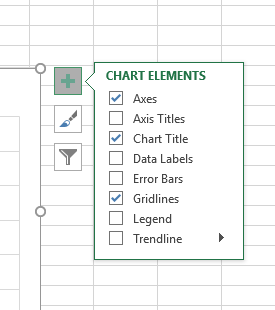 CHART ELEMENTS
Axes
Axis Titles
Chart Title
Data Labels
Error Bars
Gridlines
Legend
Trendline